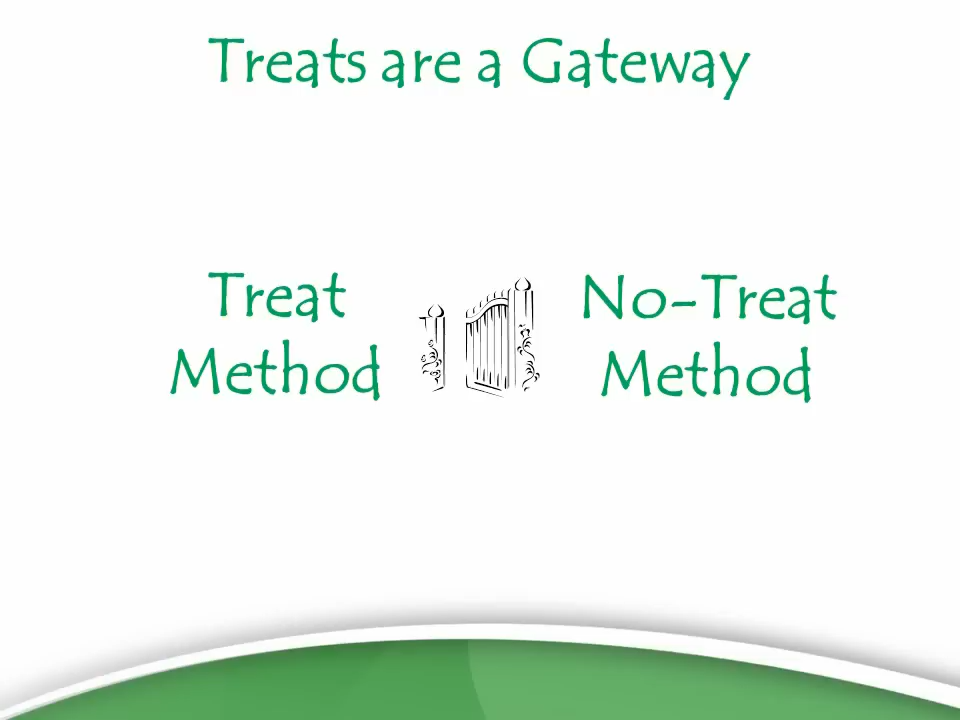 Treats are a Gateway
Treat
Method
No-Treat
Method